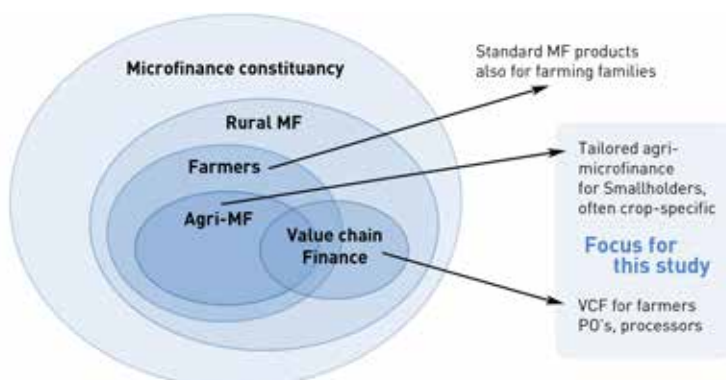 Microfinance constituancy
Rural MF
Farmers
Agri-MF
Value chain
Finance
Standard MF products
also for farming families
Tailored agri-
microfinance
for Smallholders,
often crop-specific
Focus for
this study
VCF for farmers
PO's, processors